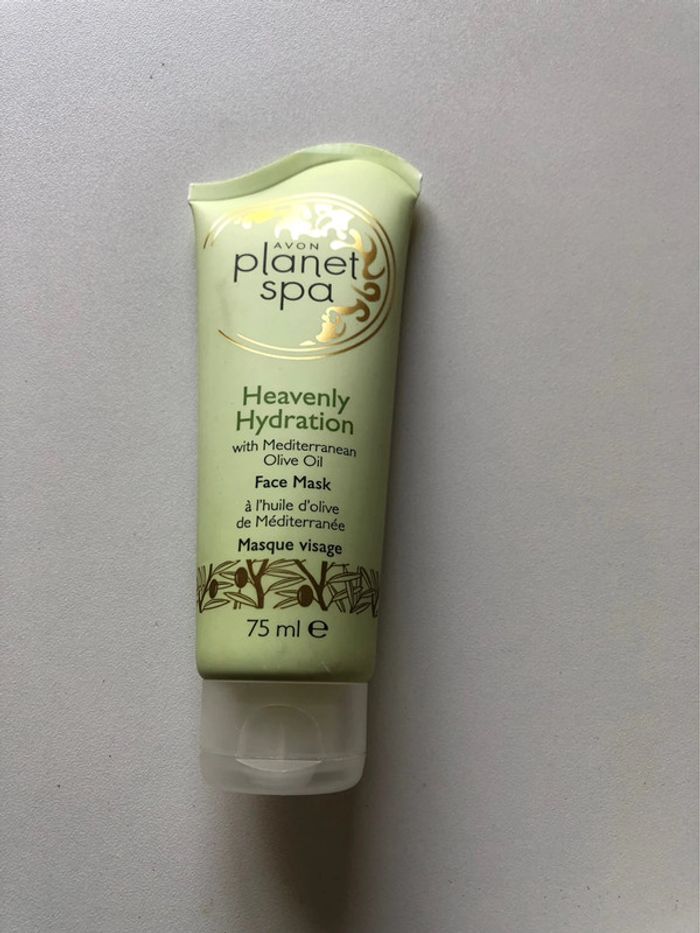 AVON
planet
spa
Heavenly
Hydration
with Mediterranean
Olive Oil
Face Mask
à l'huile d'olive
de Méditerranée
Masque visage
75 ml ℮